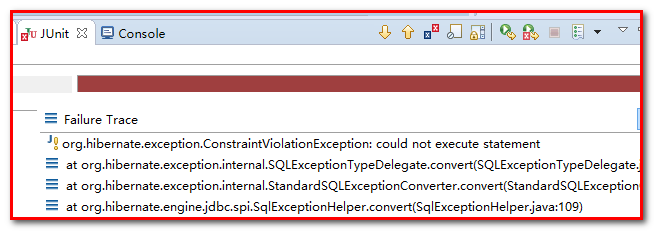 JUnit Console
Failure Trace
org.hibernate.exception.ConstraintViolationException: could not execute statement
at org.hibernate.exception.internal.SQLExceptionTypeDelegate.convert(SQLExceptionTypeDelegate.j
at org.hibernate.exception.internal.StandardSQLExceptionConverter.convert(StandardSQLException
at org.hibernate.engine.jdbc.spi.SqlExceptionHelper.convert(SqlExceptionHelper.java:109)